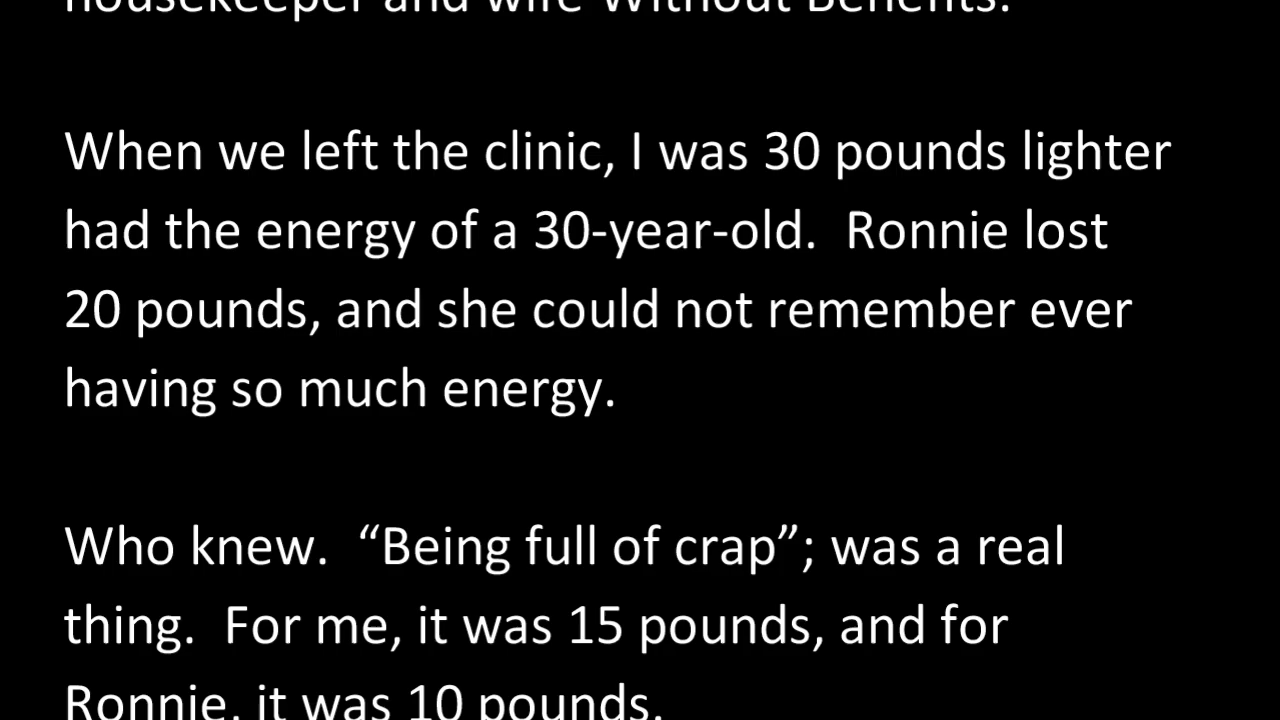 housekeeper and wife Without Benefits.
When we left the clinic, I was 30 pounds lighter
had the energy of a 30-year-old.  Ronnie lost
20 pounds, and she could not remember ever
having so much energy.
Who knew.  “Being full of crap”; was a real
thing.  For me, it was 15 pounds, and for
Ronnie, it was 10 pounds.